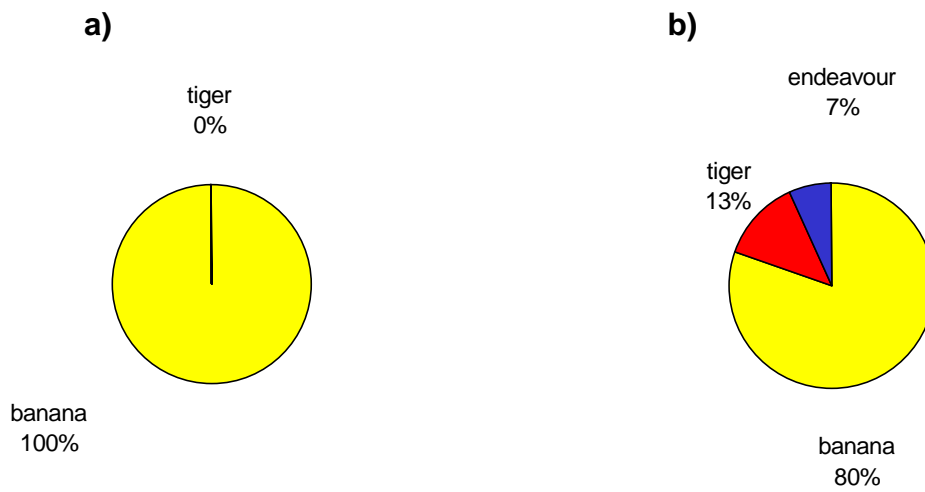 a)
tiger
0%
banana
100%
b)
endeavour
7%
tiger
13%
banana
80%